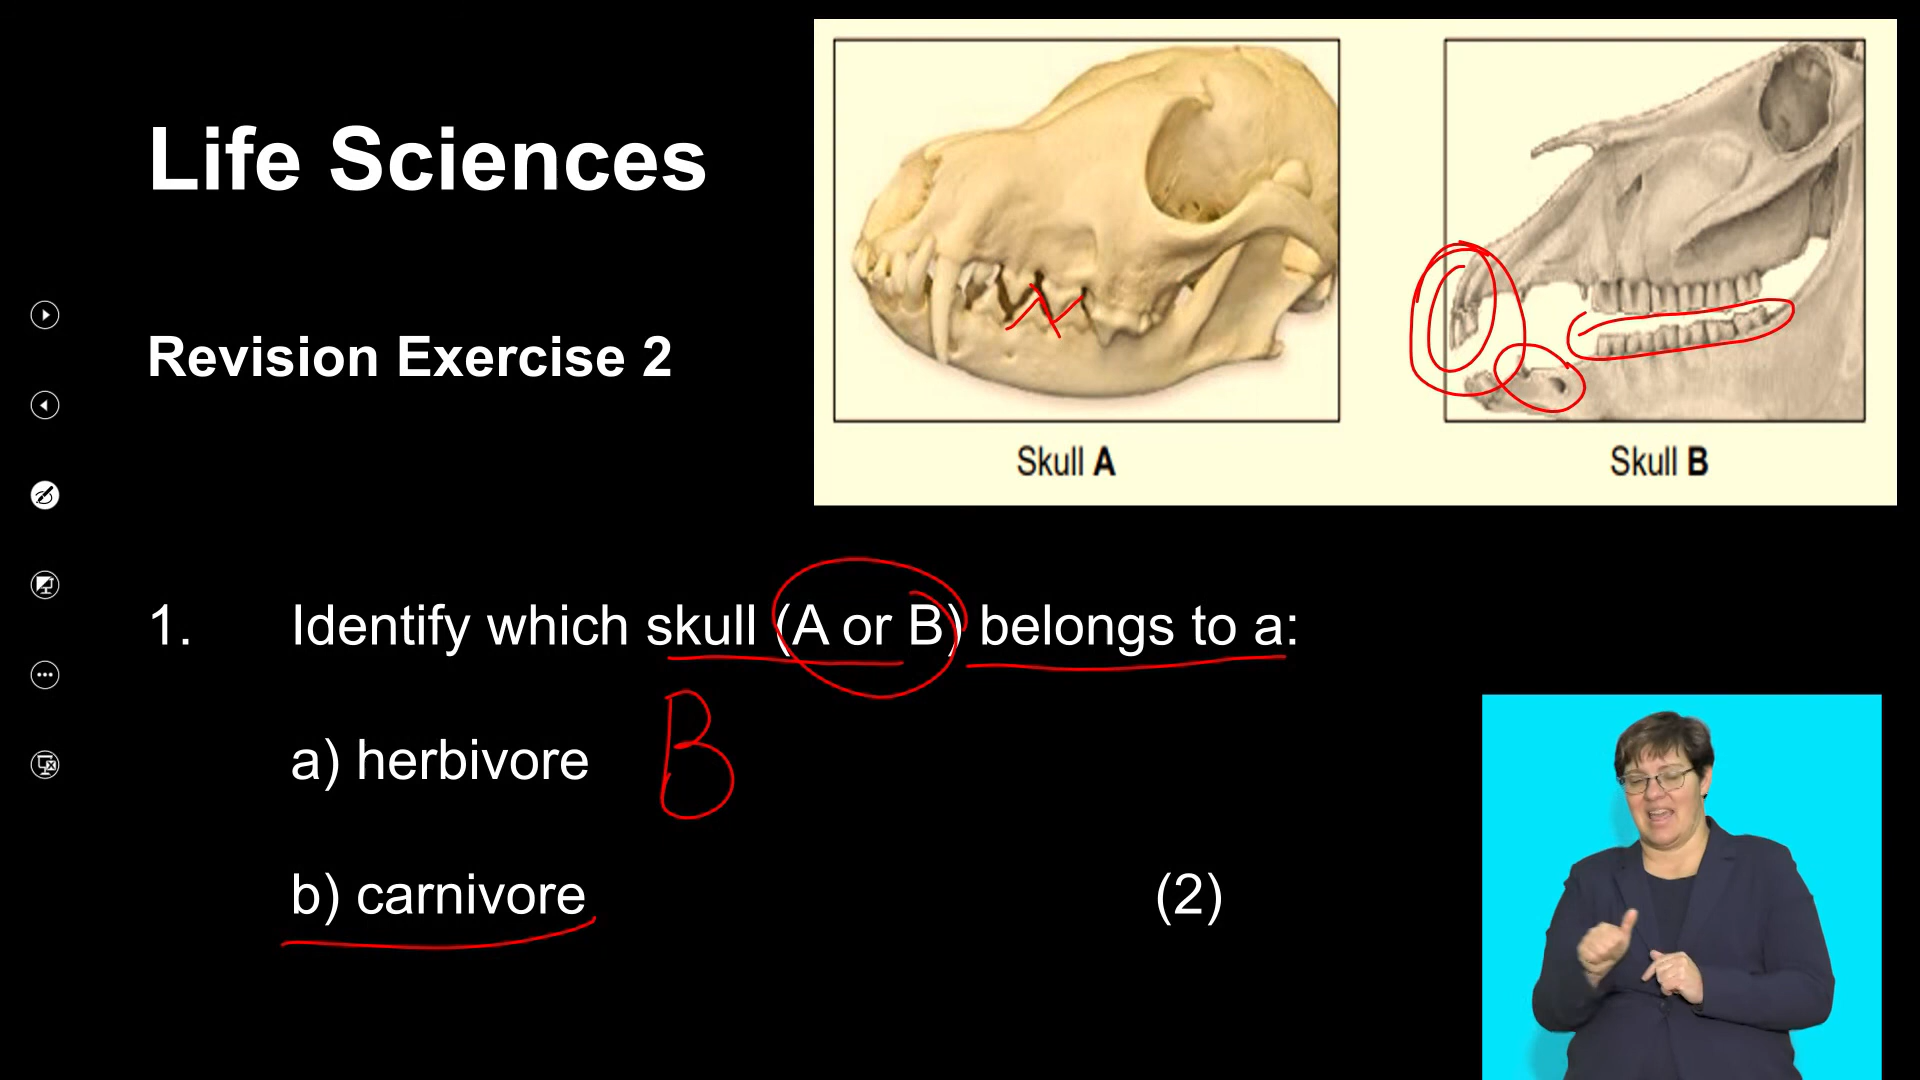 Life Sciences
Revision Exercise 2
Skull A
Skull B
1. Identify which skull (A or B) belongs to a:
a) herbivore B
b) carnivore (2)